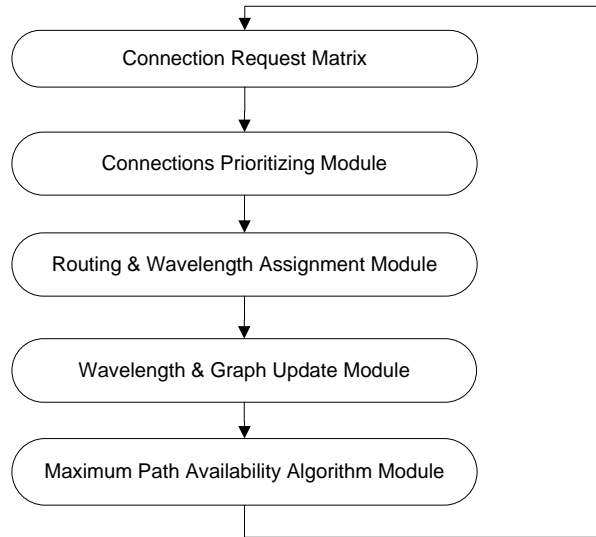 Connection Request Matrix
Connections Prioritizing Module
Routing & Wavelength Assignment Module
Wavelength & Graph Update Module
Maximum Path Availability Algorithm Module